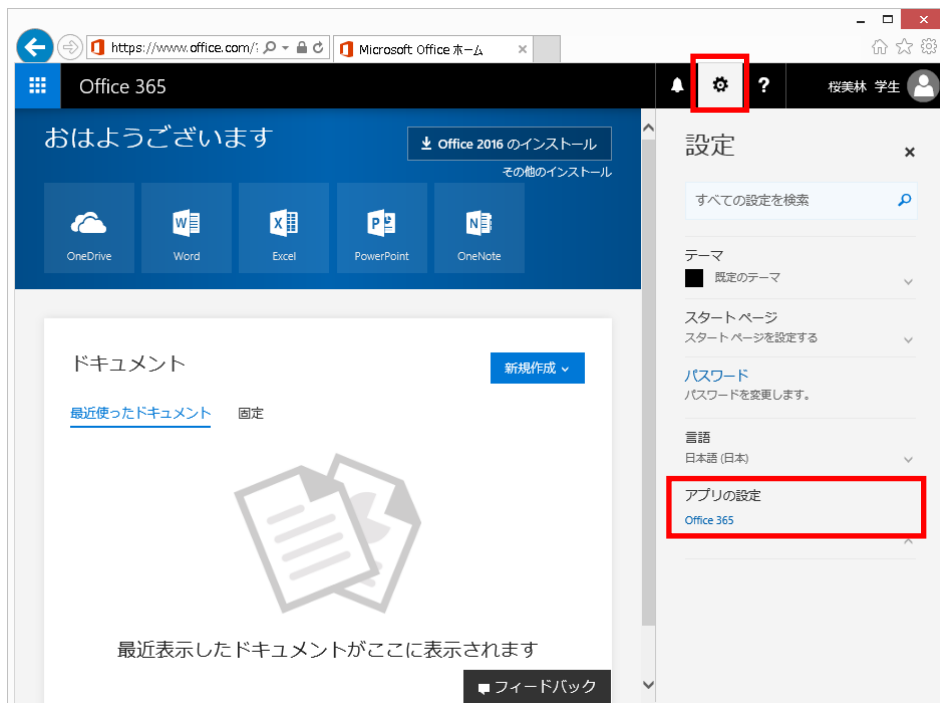 https://www.office.com/
Microsoft Office ホーム
Office 365
?
桜美林 学生
おはようございます
Office 2016 のインストール
その他のインストール
OneDrive
Word
Excel
PowerPoint
OneNote
ドキュメント
新規作成
最近使ったドキュメント
固定
最近表示したドキュメントがここに表示されます
フィードバック
設定
すべての設定を検索
テーマ
既定のテーマ
スタート ページ
スタート ページを設定する
パスワード
パスワードを変更します。
言語
日本語 (日本)
アプリの設定
Office 365